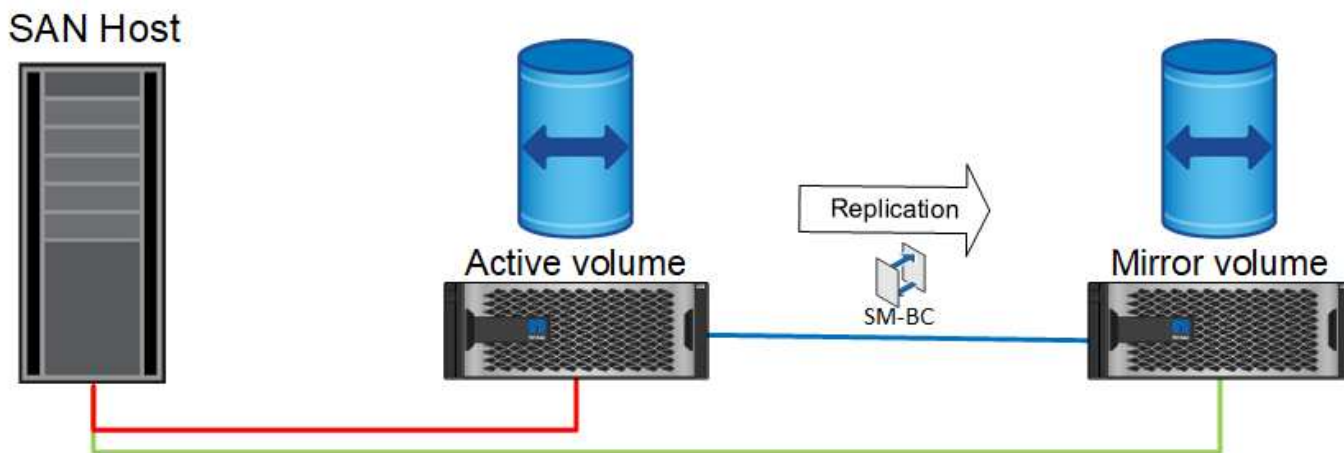 SAN Host
Replication
Active volume
Mirror volume
SM-BC